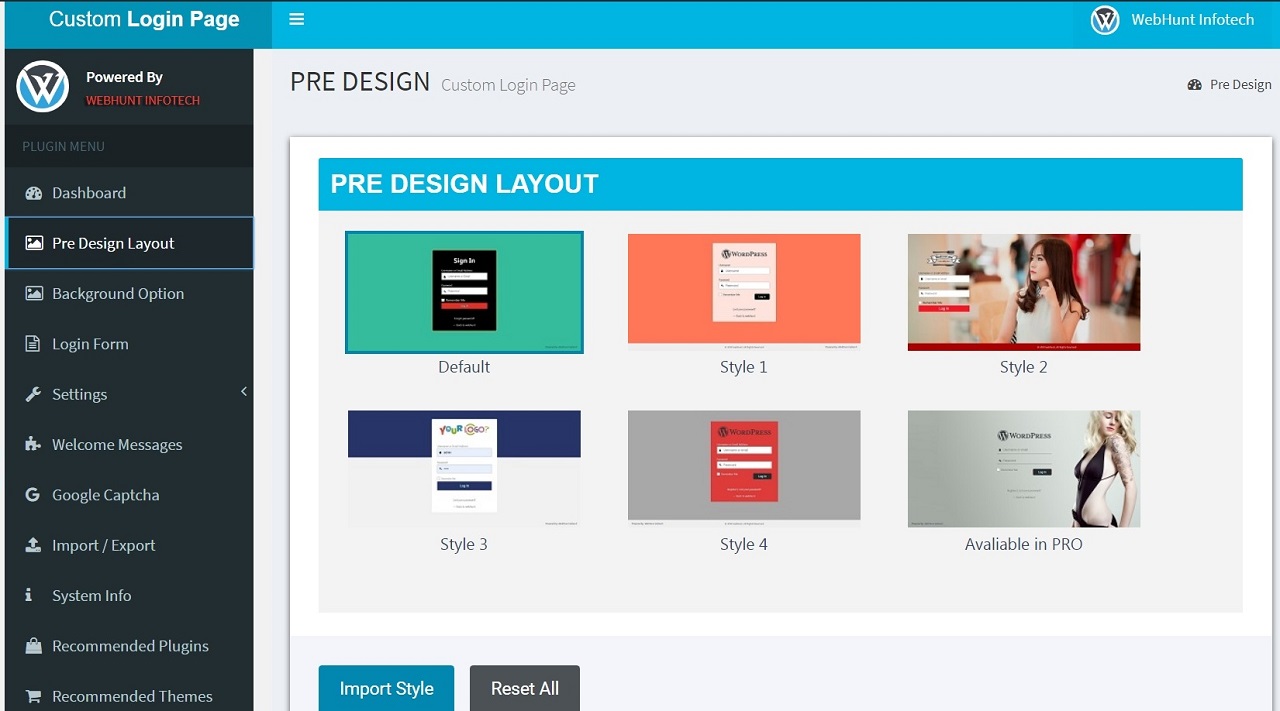 Custom Login Page
WebHunt Infotech
Powered By
WEBHUNT INFOTECH
PLUGIN MENU
Dashboard
Pre Design Layout
Background Option
Login Form
Settings
Welcome Messages
Google Captcha
Import / Export
System Info
Recommended Plugins
Recommended Themes
PRE DESIGN Custom Login Page
Pre Design
PRE DESIGN LAYOUT
Sign In
Default
WORDPRESS
Log In
Style 1
Log In
Style 2
YOUR LOGO?
Log In
Style 3
WORDPRESS
Log In
Style 4
WORDPRESS
Log In
Avaliable in PRO
Import Style
Reset All